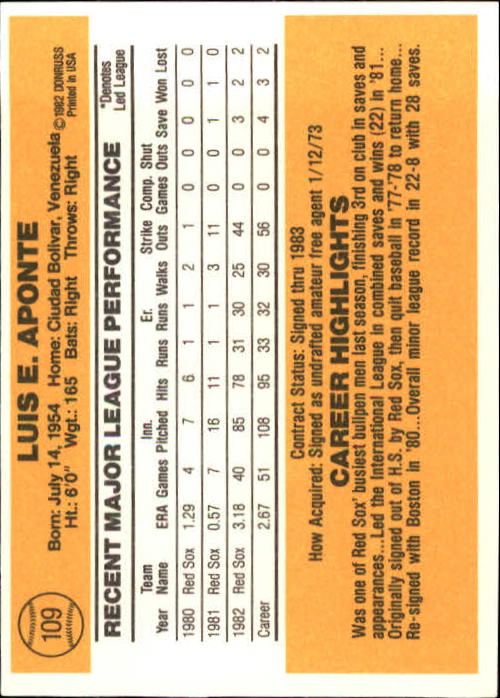 109
LUIS E. APONTE
Born: July 14, 1954 Home: Ciudad Bolivar, Venezuela
Ht.: 6'0" Wgt.: 165 Bats: Right Throws: Right
©1982 DONRUSS
Printed in USA
RECENT MAJOR LEAGUE PERFORMANCE
*Denotes
Led League
Team Inn. Er. Strike Comp. Shut
Year Name ERA Games Pitched Hits Runs Runs Walks Outs Games Outs Save Won Lost
1980 Red Sox 1.29 4 7 6 1 1 2 1 0 0 0 0 0
1981 Red Sox 0.57 7 16 11 1 1 3 11 0 0 1 1 0
1982 Red Sox 3.18 40 85 78 31 30 25 44 0 0 3 2 2
Career 2.67 51 108 95 33 32 30 56 0 0 4 3 2
Contract Status: Signed thru 1983
How Acquired: Signed as undrafted amateur free agent 1/12/73
CAREER HIGHLIGHTS
Was one of Red Sox' busiest bullpen men last season, finishing 3rd on club in saves and
appearances...Led the International League in combined saves and wins (22) in '81...
Originally signed out of H.S. by Red Sox, then quit baseball in '77-'78 to return home...
Re-signed with Boston in '80...Overall minor league record in 22-8 with 28 saves.